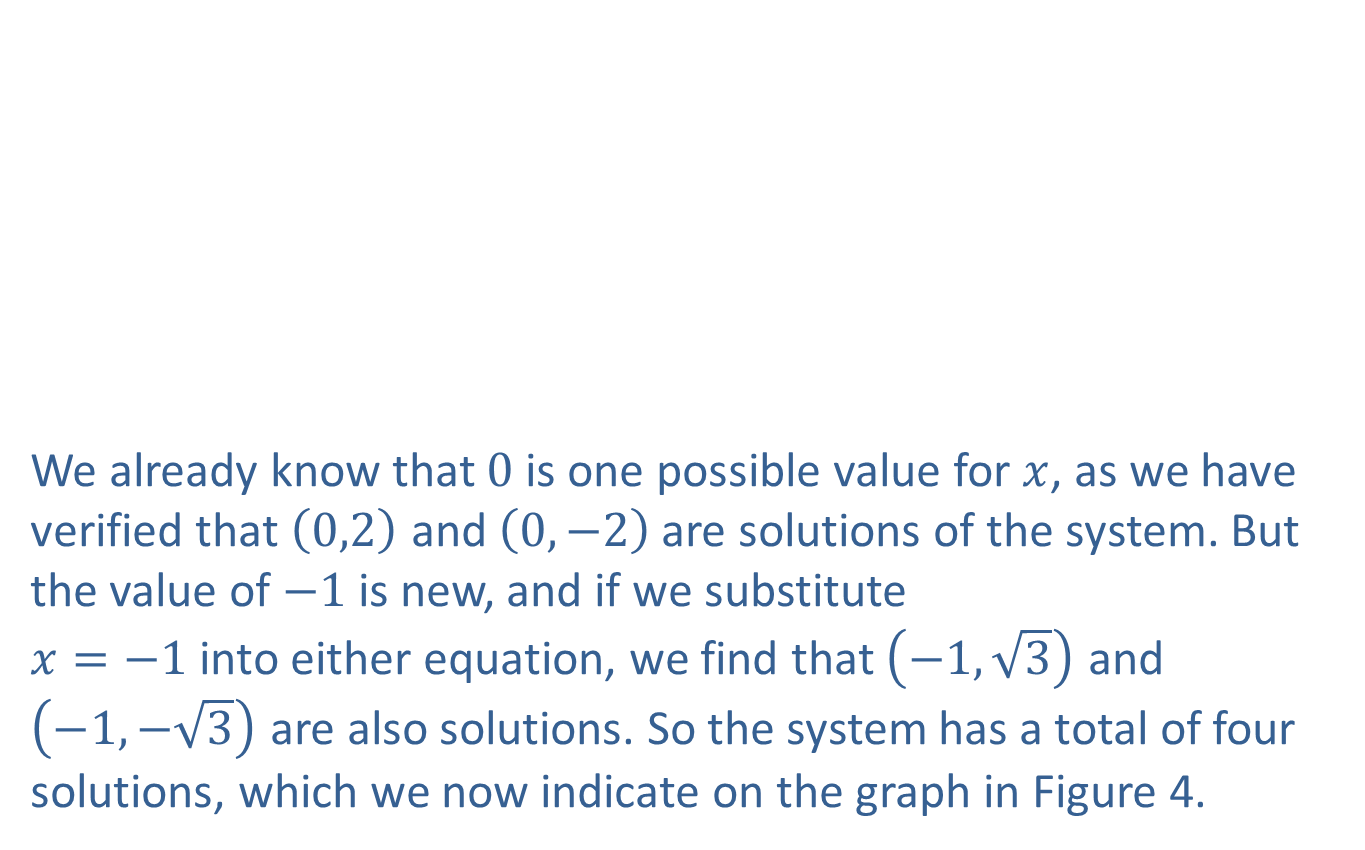 We already know that 0 is one possible value for x, as we have
verified that (0,2) and (0, −2) are solutions of the system. But
the value of −1 is new, and if we substitute
x = −1 into either equation, we find that (−1, √3) and
(−1, −√3) are also solutions. So the system has a total of four
solutions, which we now indicate on the graph in Figure 4.